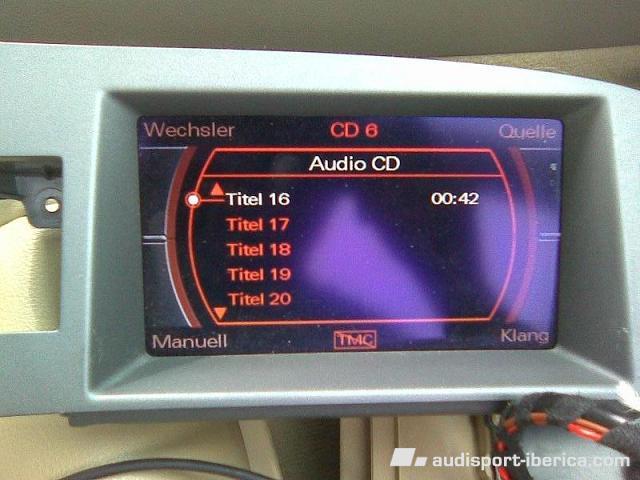 Wechsler CD 6 Quelle
Audio CD
Titel 16 00:42
Titel 17
Titel 18
Titel 19
Titel 20
Manuell TMC Klang
audisport-iberica.com